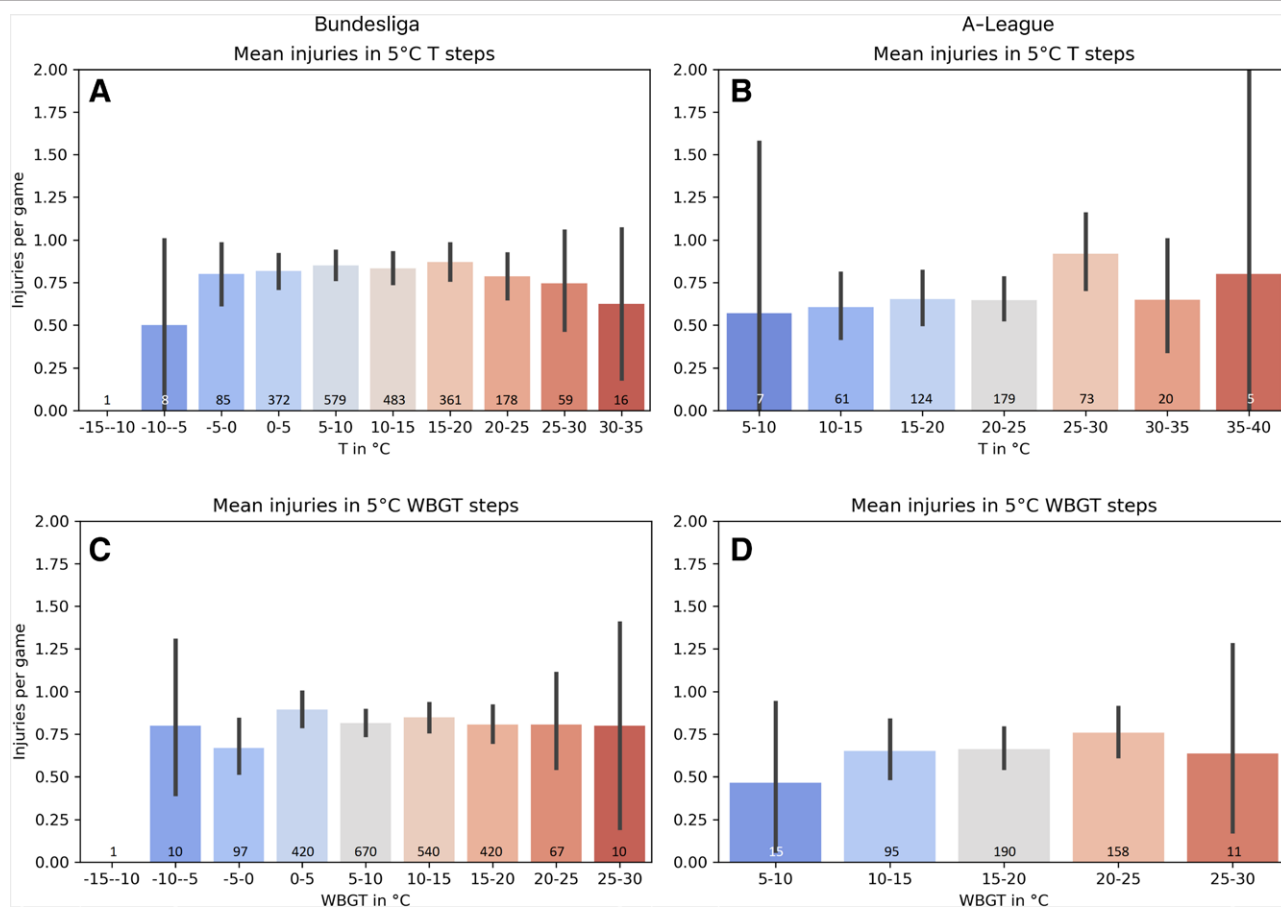 Bundesliga
Mean injuries in 5°C T steps
A
Injuries per game
2.00
1.75
1.50
1.25
1.00
0.75
0.50
0.25
0.00
1 8 85 372 579 483 361 178 59 16
-15--10 -10--5 -5-0 0-5 5-10 10-15 15-20 20-25 25-30 30-35
T in °C
A-League
Mean injuries in 5°C T steps
B
2.00
1.75
1.50
1.25
1.00
0.75
0.50
0.25
0.00
7 61 124 179 73 20 5
5-10 10-15 15-20 20-25 25-30 30-35 35-40
T in °C
Mean injuries in 5°C WBGT steps
C
Injuries per game
2.00
1.75
1.50
1.25
1.00
0.75
0.50
0.25
0.00
1 10 97 420 670 540 420 67 10
-15--10 -10--5 -5-0 0-5 5-10 10-15 15-20 20-25 25-30
WBGT in °C
Mean injuries in 5°C WBGT steps
D
2.00
1.75
1.50
1.25
1.00
0.75
0.50
0.25
0.00
15 95 190 158 11
5-10 10-15 15-20 20-25 25-30
WBGT in °C